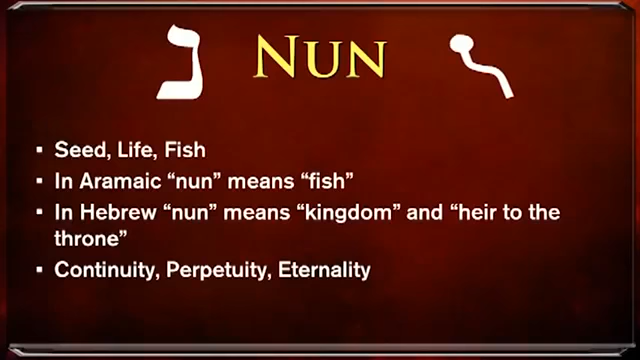 נ NUN
▪ Seed, Life, Fish
▪ In Aramaic “nun” means “fish”
▪ In Hebrew “nun” means “kingdom” and “heir to the
throne”
▪ Continuity, Perpetuity, Eternality